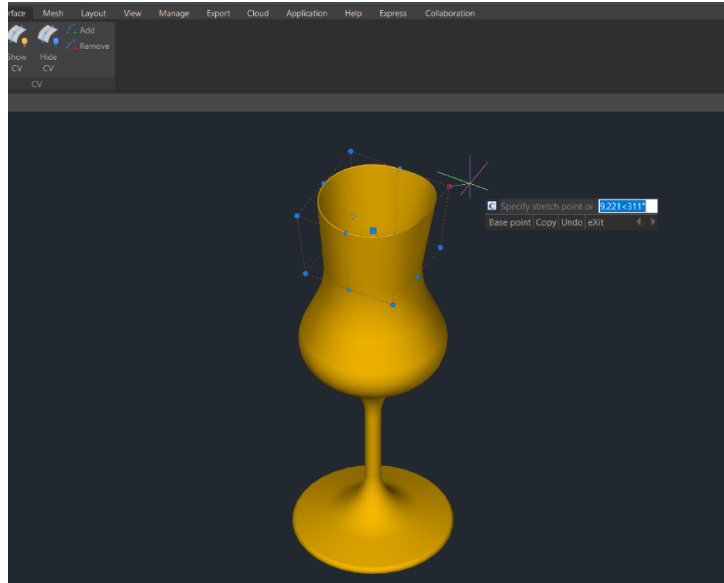 rface Mesh Layout View Manage Export Cloud Application Help Express Collaboration
Show CV
Hide CV
Add
Remove
CV
Specify stretch point or 9.221<311°
Base point Copy Undo eXit